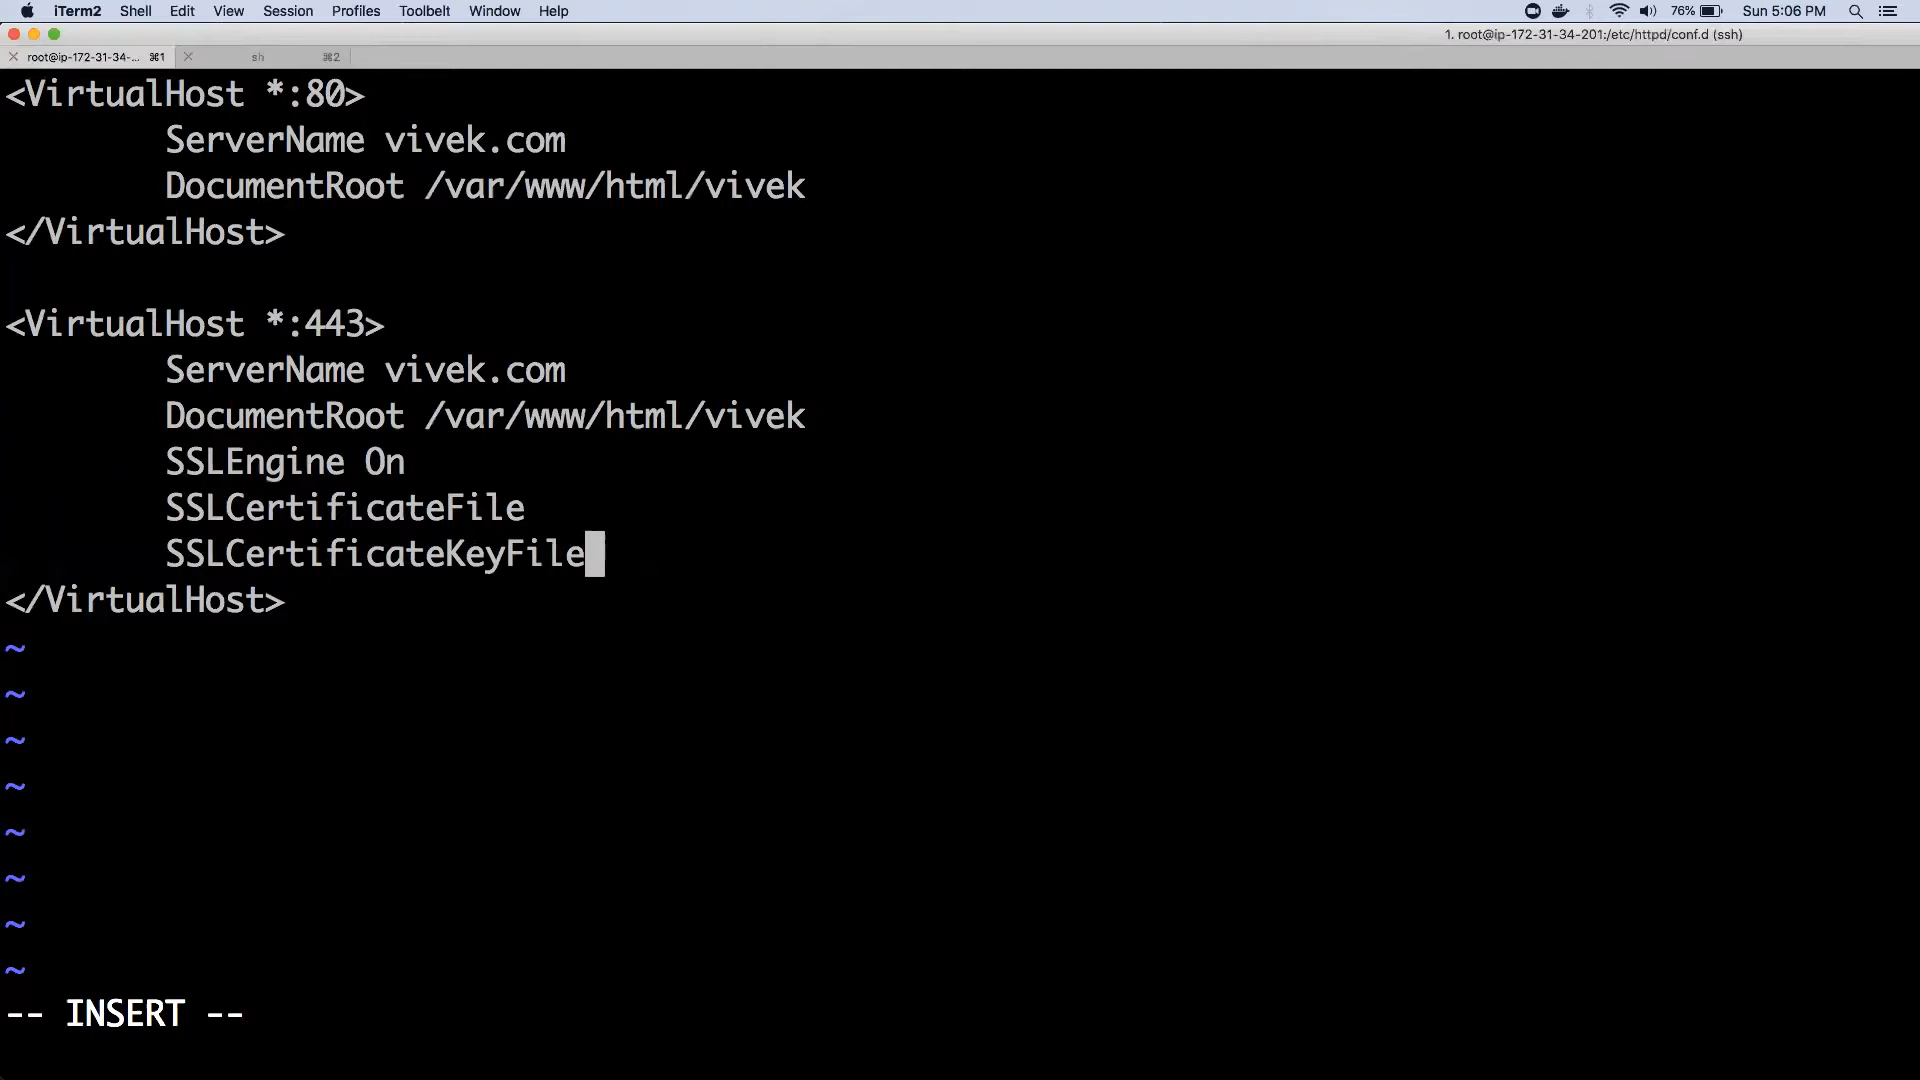 iTerm2 Shell Edit View Session Profiles Toolbelt Window Help 76% Sun 5:06 PM
1. root@ip-172-31-34-201:/etc/httpd/conf.d (ssh)
root@ip-172-31-34-... ⌘1 sh ⌘2
<VirtualHost *:80>
ServerName vivek.com
DocumentRoot /var/www/html/vivek
</VirtualHost>
<VirtualHost *:443>
ServerName vivek.com
DocumentRoot /var/www/html/vivek
SSLEngine On
SSLCertificateFile
SSLCertificateKeyFile
</VirtualHost>
~
~
~
~
~
~
~
~
-- INSERT --